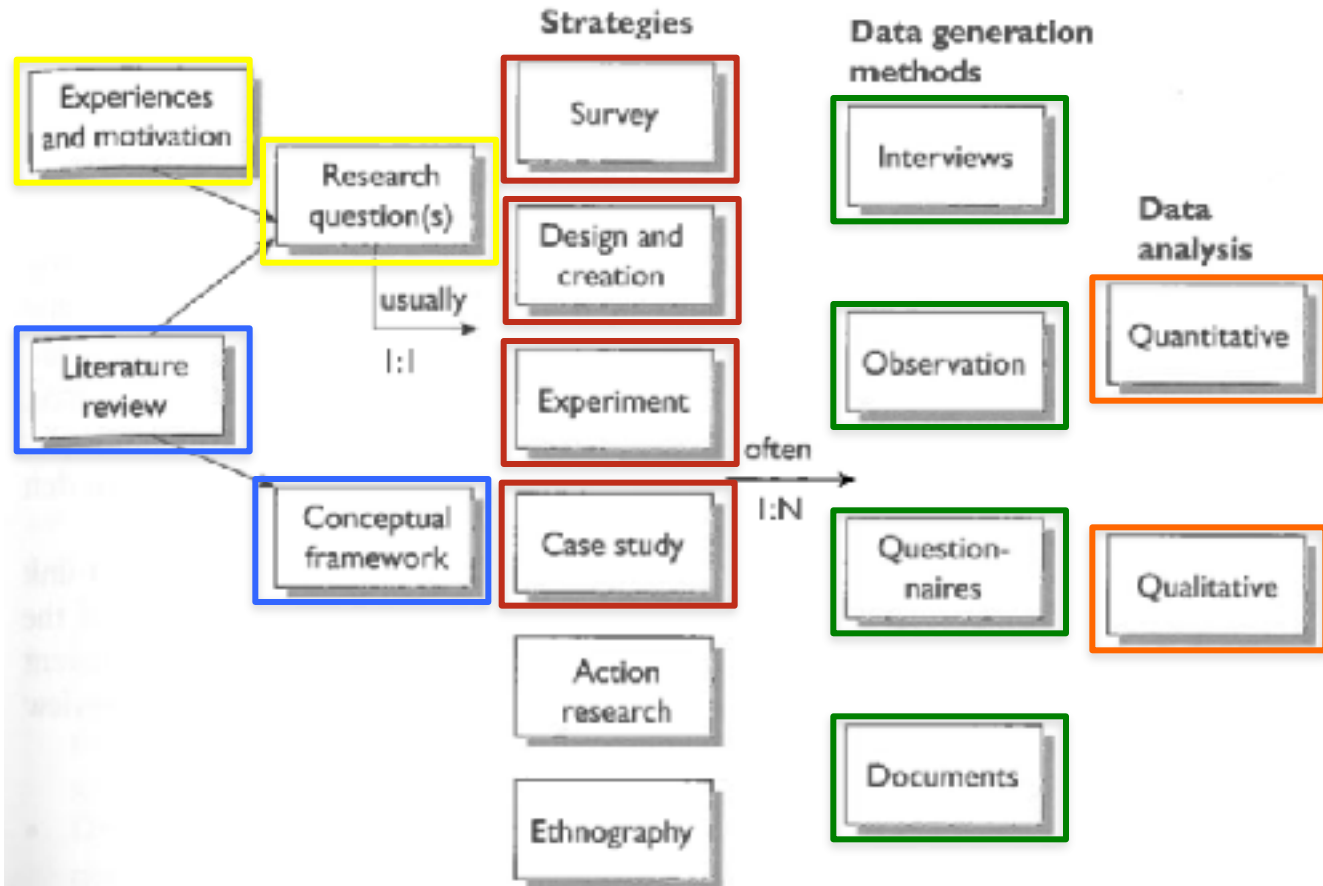 Strategies
Data generation
methods
Experiences
and motivation
Survey
Research
question(s)
Interviews
Data
analysis
Design and
creation
usually
1:1
Literature
review
Observation
Quantitative
Experiment
often
1:N
Conceptual
framework
Case study
Question-
naires
Qualitative
Action
research
Documents
Ethnography